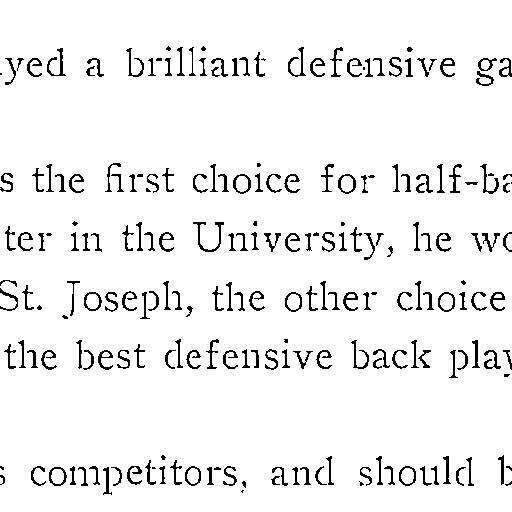 yed a brilliant defensive ga
s the first choice for half-ba
ter in the University, he wo
St. Joseph, the other choice
the best defensive back play
s competitors, and should b